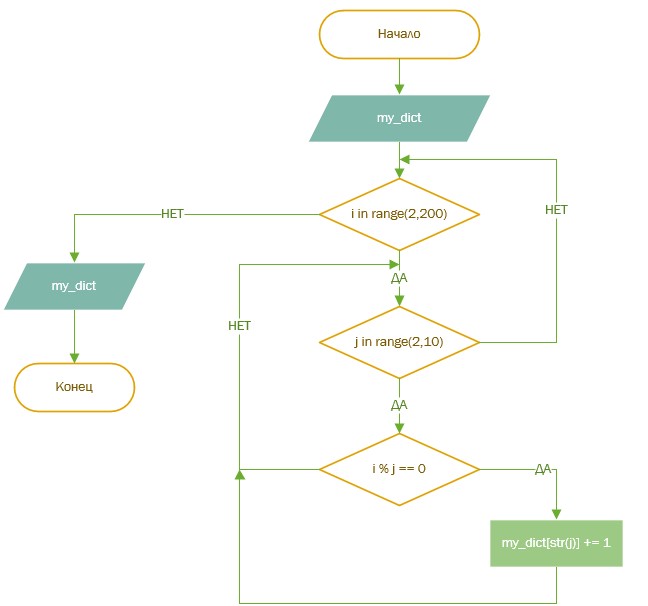 Начало
my_dict
i in range(2,200)
НЕТ
НЕТ
my_dict
ДА
НЕТ
j in range(2,10)
Конец
ДА
i % j == 0
ДА
my_dict[str(j)] += 1